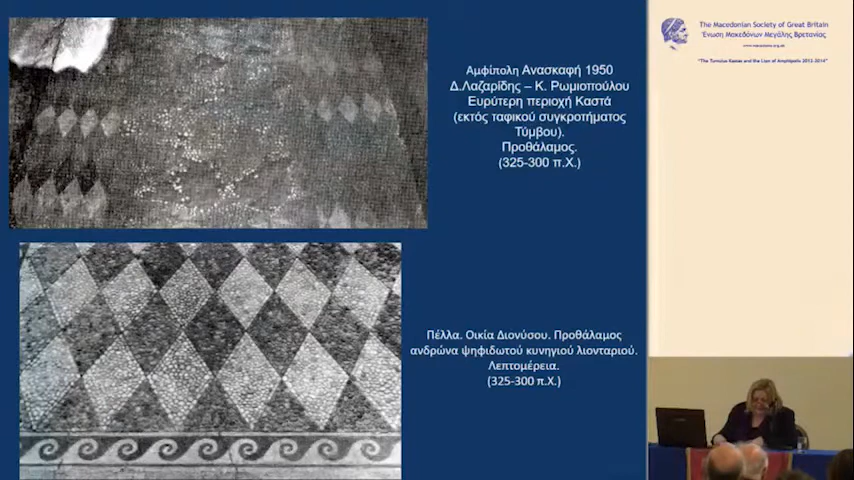 Αμφίπολη Ανασκαφή 1950
Δ.Λαζαρίδης – Κ. Ρωμιοπούλου
Ευρύτερη περιοχή Καστά
(εκτός ταφικού συγκροτήματος
Τύμβου).
Προθάλαμος.
(325-300 π.Χ.)
Πέλλα. Οικία Διονύσου. Προθάλαμος
ανδρώνα ψηφιδωτού κυνηγιού λιονταριού.
Λεπτομέρεια.
(325-300 π.Χ.)
The Macedonian Society of Great Britain
Ένωση Μακεδόνων Μεγάλης Βρετανίας
"The Tumulus Kastas and the Lion of Amphipolis 2012-2014"